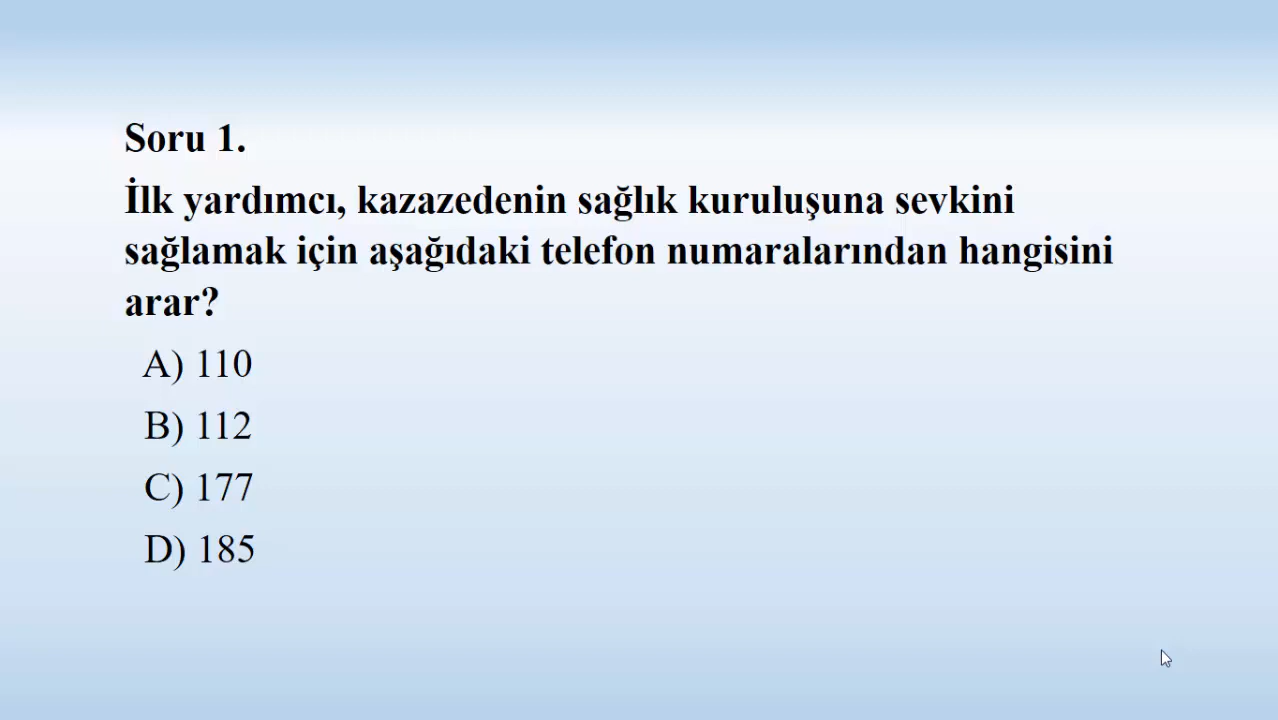 Soru 1.
İlk yardımcı, kazazedenin sağlık kuruluşuna sevkini
sağlamak için aşağıdaki telefon numaralarından hangisini
arar?
A) 110
B) 112
C) 177
D) 185